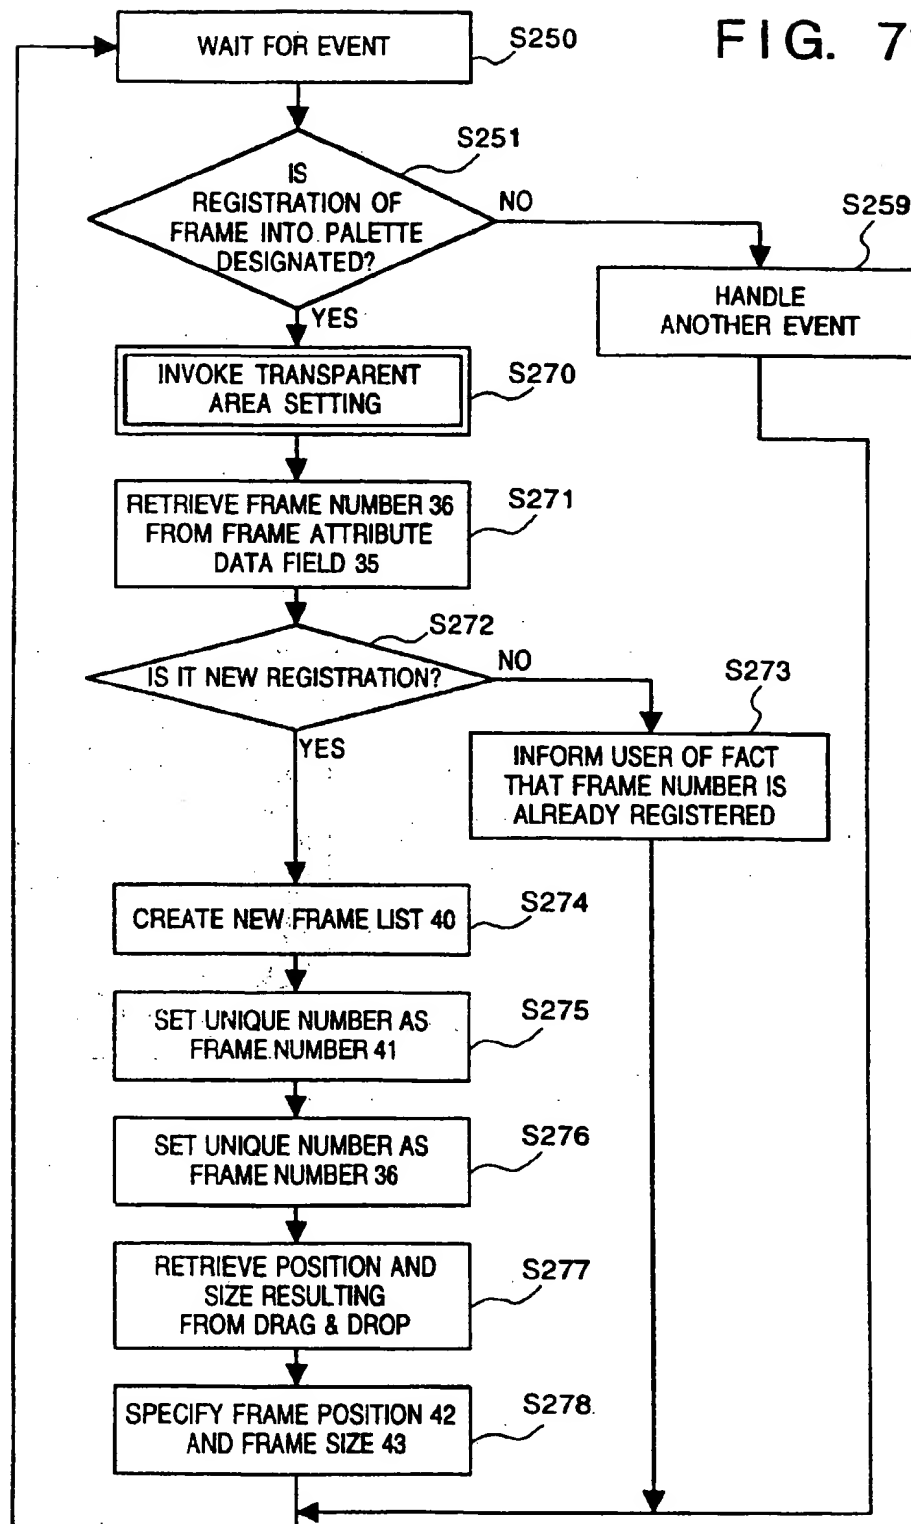 FIG. 7
WAIT FOR EVENT
S250
S251
IS
REGISTRATION OF
FRAME INTO PALETTE
DESIGNATED?
NO
YES
S259
HANDLE
ANOTHER EVENT
INVOKE TRANSPARENT
AREA SETTING
S270
RETRIEVE FRAME NUMBER 36
FROM FRAME ATTRIBUTE
DATA FIELD 35
S271
S272
IS IT NEW REGISTRATION?
NO
YES
S273
INFORM USER OF FACT
THAT FRAME NUMBER IS
ALREADY REGISTERED
CREATE NEW FRAME LIST 40
S274
SET UNIQUE NUMBER AS
FRAME NUMBER 41
S275
SET UNIQUE NUMBER AS
FRAME NUMBER 36
S276
RETRIEVE POSITION AND
SIZE RESULTING
FROM DRAG & DROP
S277
SPECIFY FRAME POSITION 42
AND FRAME SIZE 43
S278